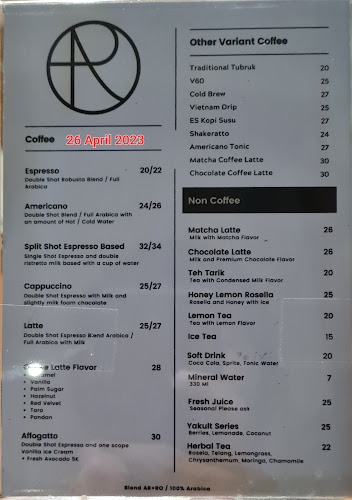 R
Coffee 26 April 2023
Espresso 20/22
Double Shot Robusta Blend / Full
Arabica
Americano 24/26
Double Shot Blend / Full Arabica with
an amount of Hot / Cold Water
Split Shot Espresso Based 32/34
Single Shot Espresso and double
ristretto milk based with a cup of water
Cappuccino 25/27
Double Shot Espresso with Milk and
slightly milk foam chocolate
Latte 25/27
Double Shot Espresso Blend Arabica /
Full Arabica with Milk
Latte Flavor 28
• Vanilla
• Palm Sugar
• Hazelnut
• Red Velvet
• Taro
• Pandan
Affogatto 30
Double Shot Espresso and one scope
Vanilla Ice Cream
+ Fresh Avocado 5K
Other Variant Coffee
Traditional Tubruk 20
V60 25
Cold Brew 27
Vietnam Drip 25
ES Kopi Susu 27
Shakeratto 24
Americano Tonic 27
Matcha Coffee Latte 30
Chocolate Coffee Latte 30
Non Coffee
Matcha Latte 26
Milk with Matcha Flavor
Chocolate Latte 26
Milk and Premium Chocolate Flavor
Teh Tarik 20
Tea with Condensed Milk Flavor
Honey Lemon Rosella 25
Rosella and Honey with Ice
Lemon Tea 20
Tea with Lemon Flavor
Ice Tea 15
Soft Drink 20
Coca Cola, Sprite, Tonic Water
Mineral Water 7
330 Ml
Fresh Juice 25
Seasonal Please ask
Yakult Series 25
Berries, Lemonade, Coconut
Herbal Tea 22
Rosela, Telang, Lemongrass,
Chrysanthemum, Moringa, Chamomile
Blend AR+RO / 100% Arabica